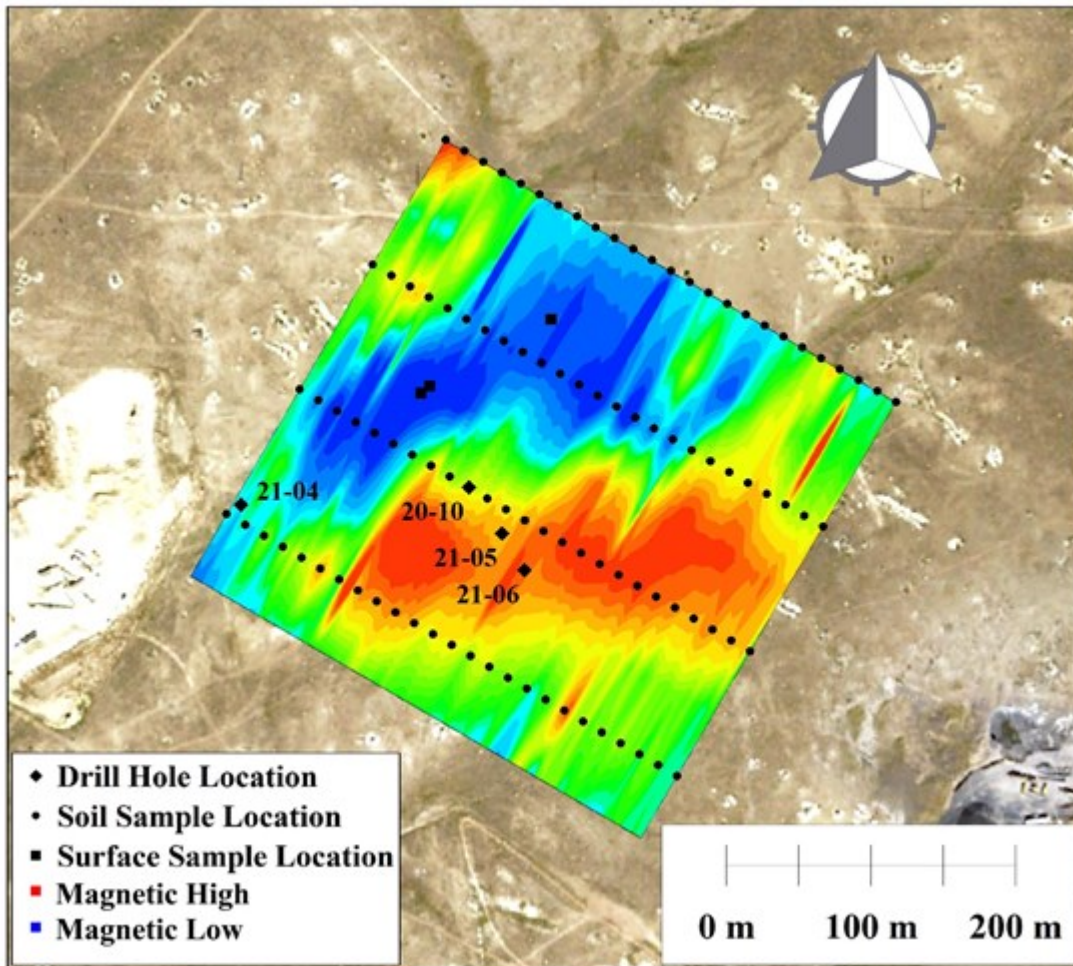 21-04
20-10
21-05
21-06
Drill Hole Location
Soil Sample Location
Surface Sample Location
Magnetic High
Magnetic Low
0 m 100 m 200 m